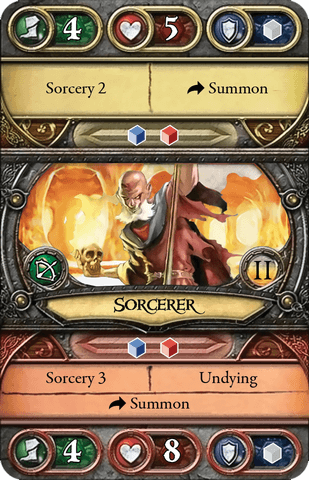 4 5
Sorcery 2 Summon
SORCERER
II
Sorcery 3 Undying
Summon
4 8